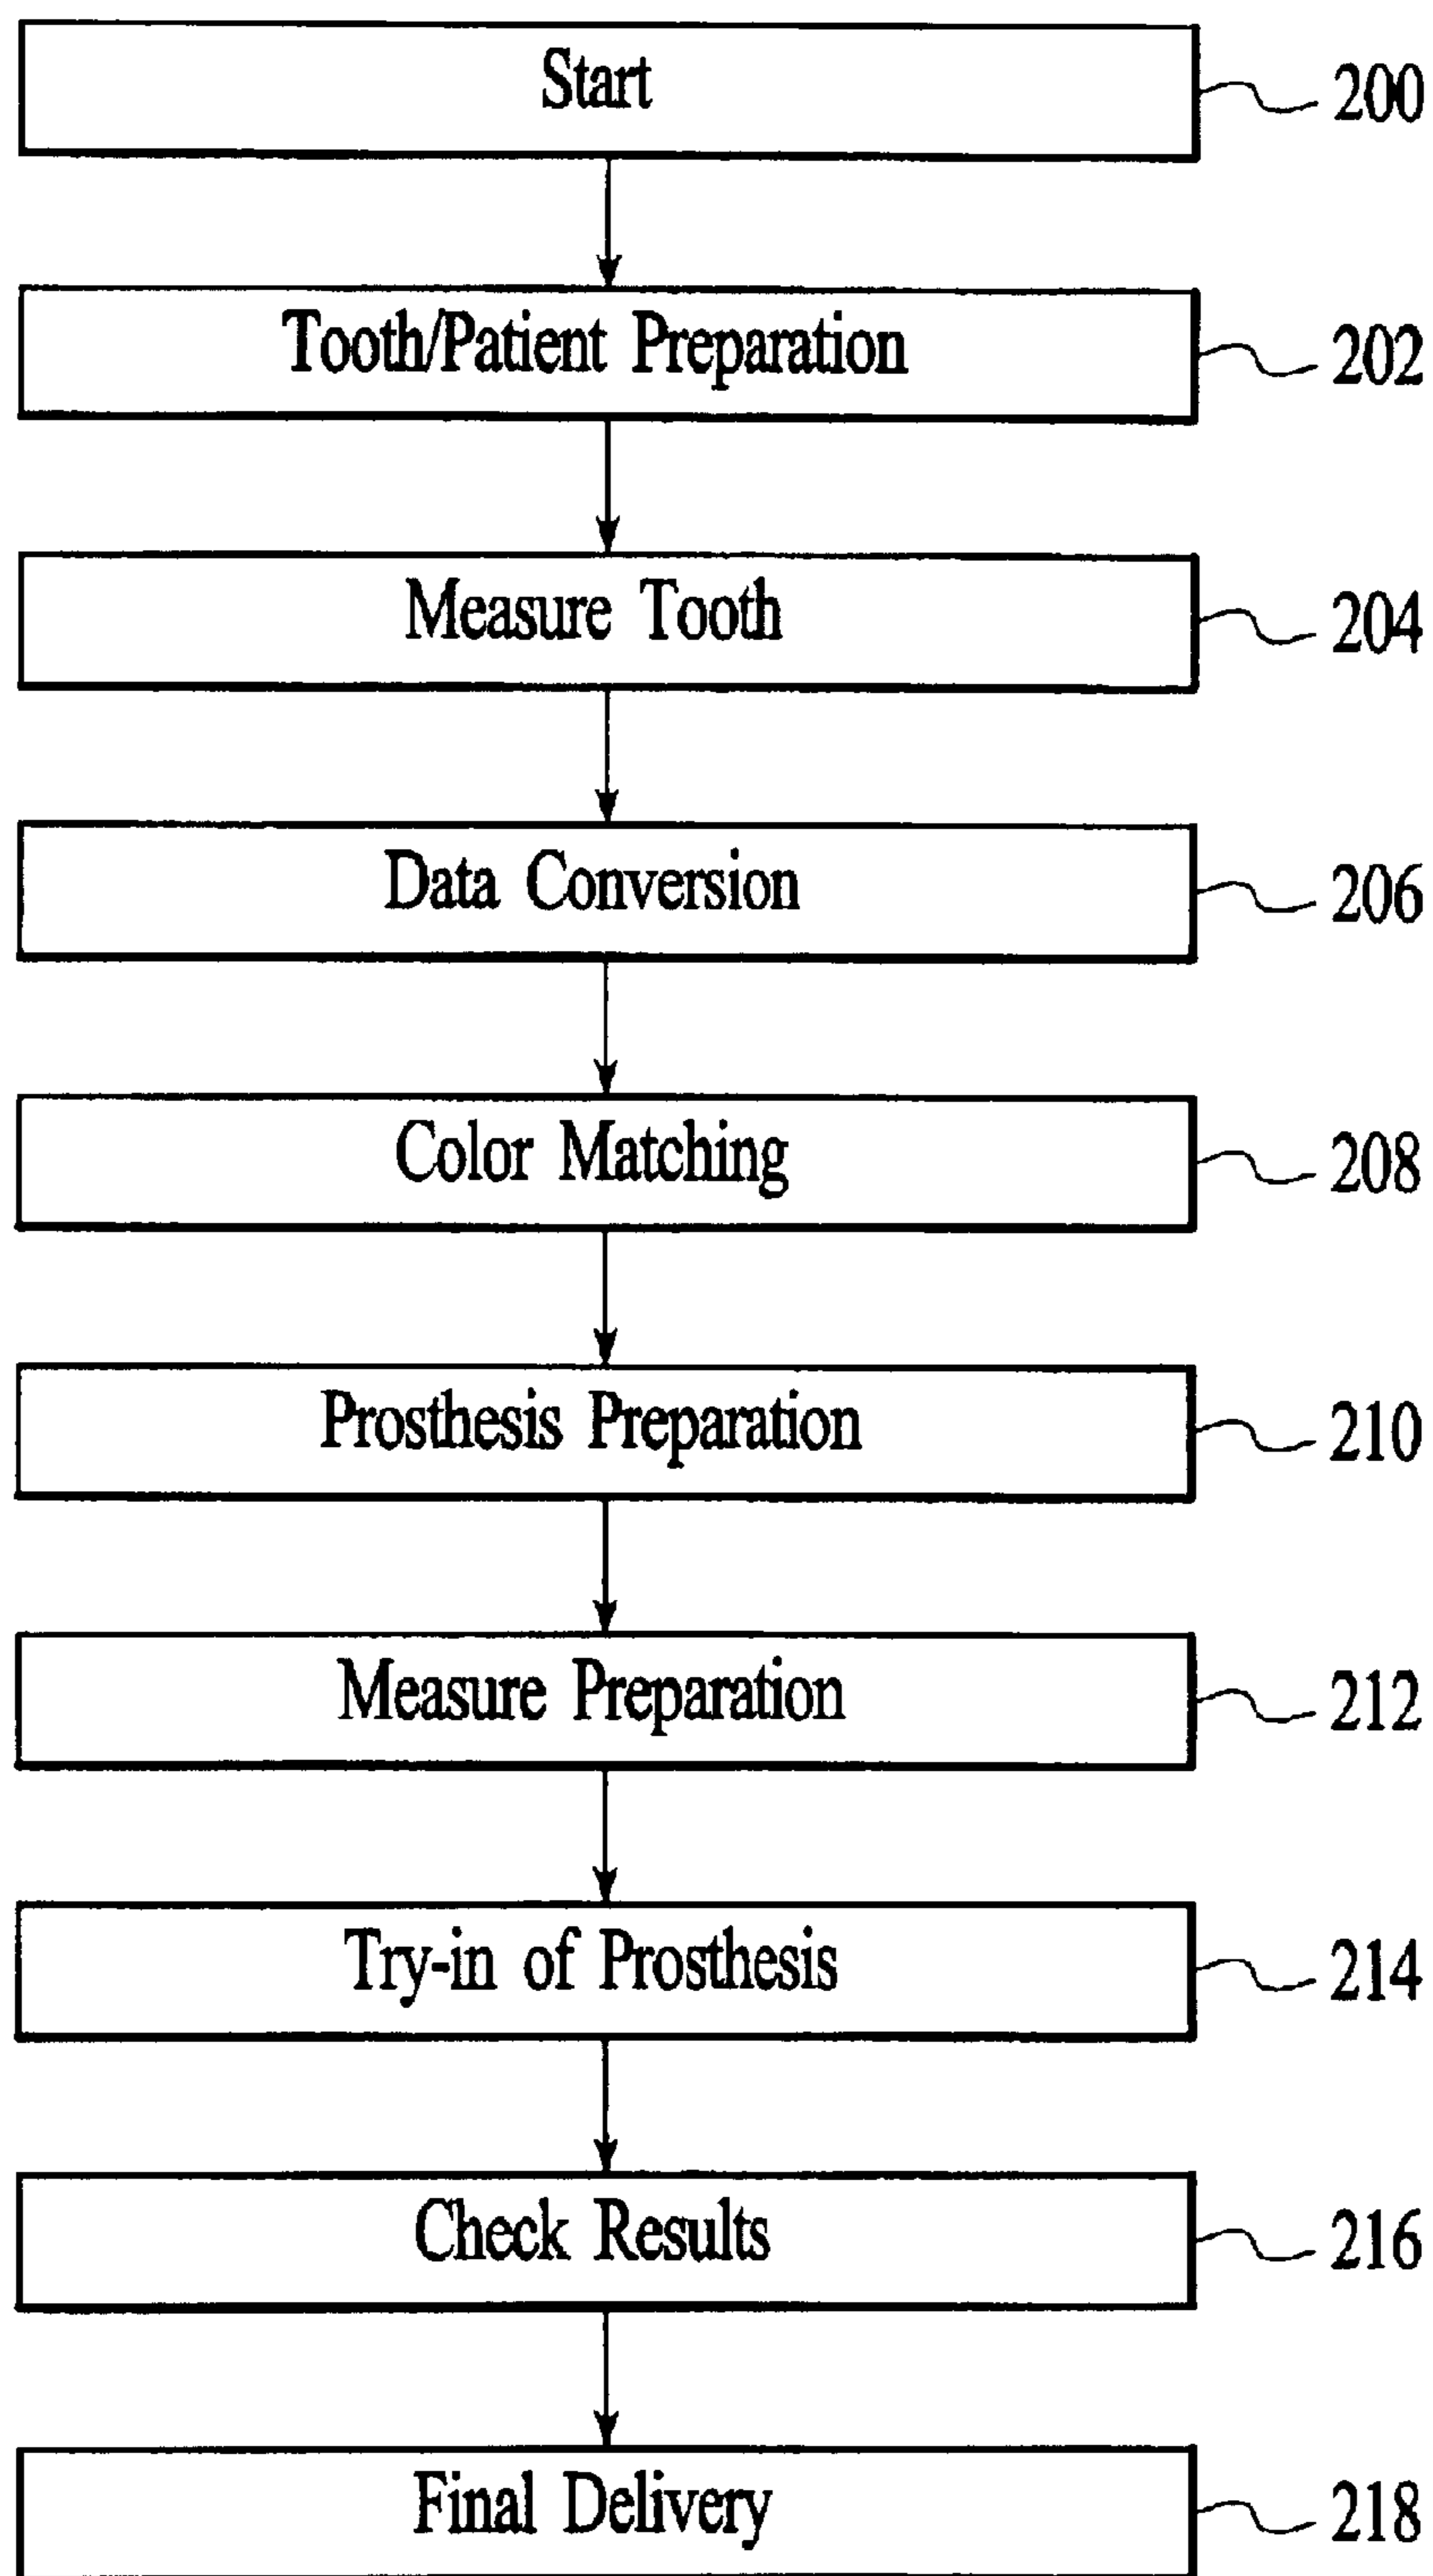 Start 200
Tooth/Patient Preparation 202
Measure Tooth 204
Data Conversion 206
Color Matching 208
Prosthesis Preparation 210
Measure Preparation 212
Try-in of Prosthesis 214
Check Results 216
Final Delivery 218